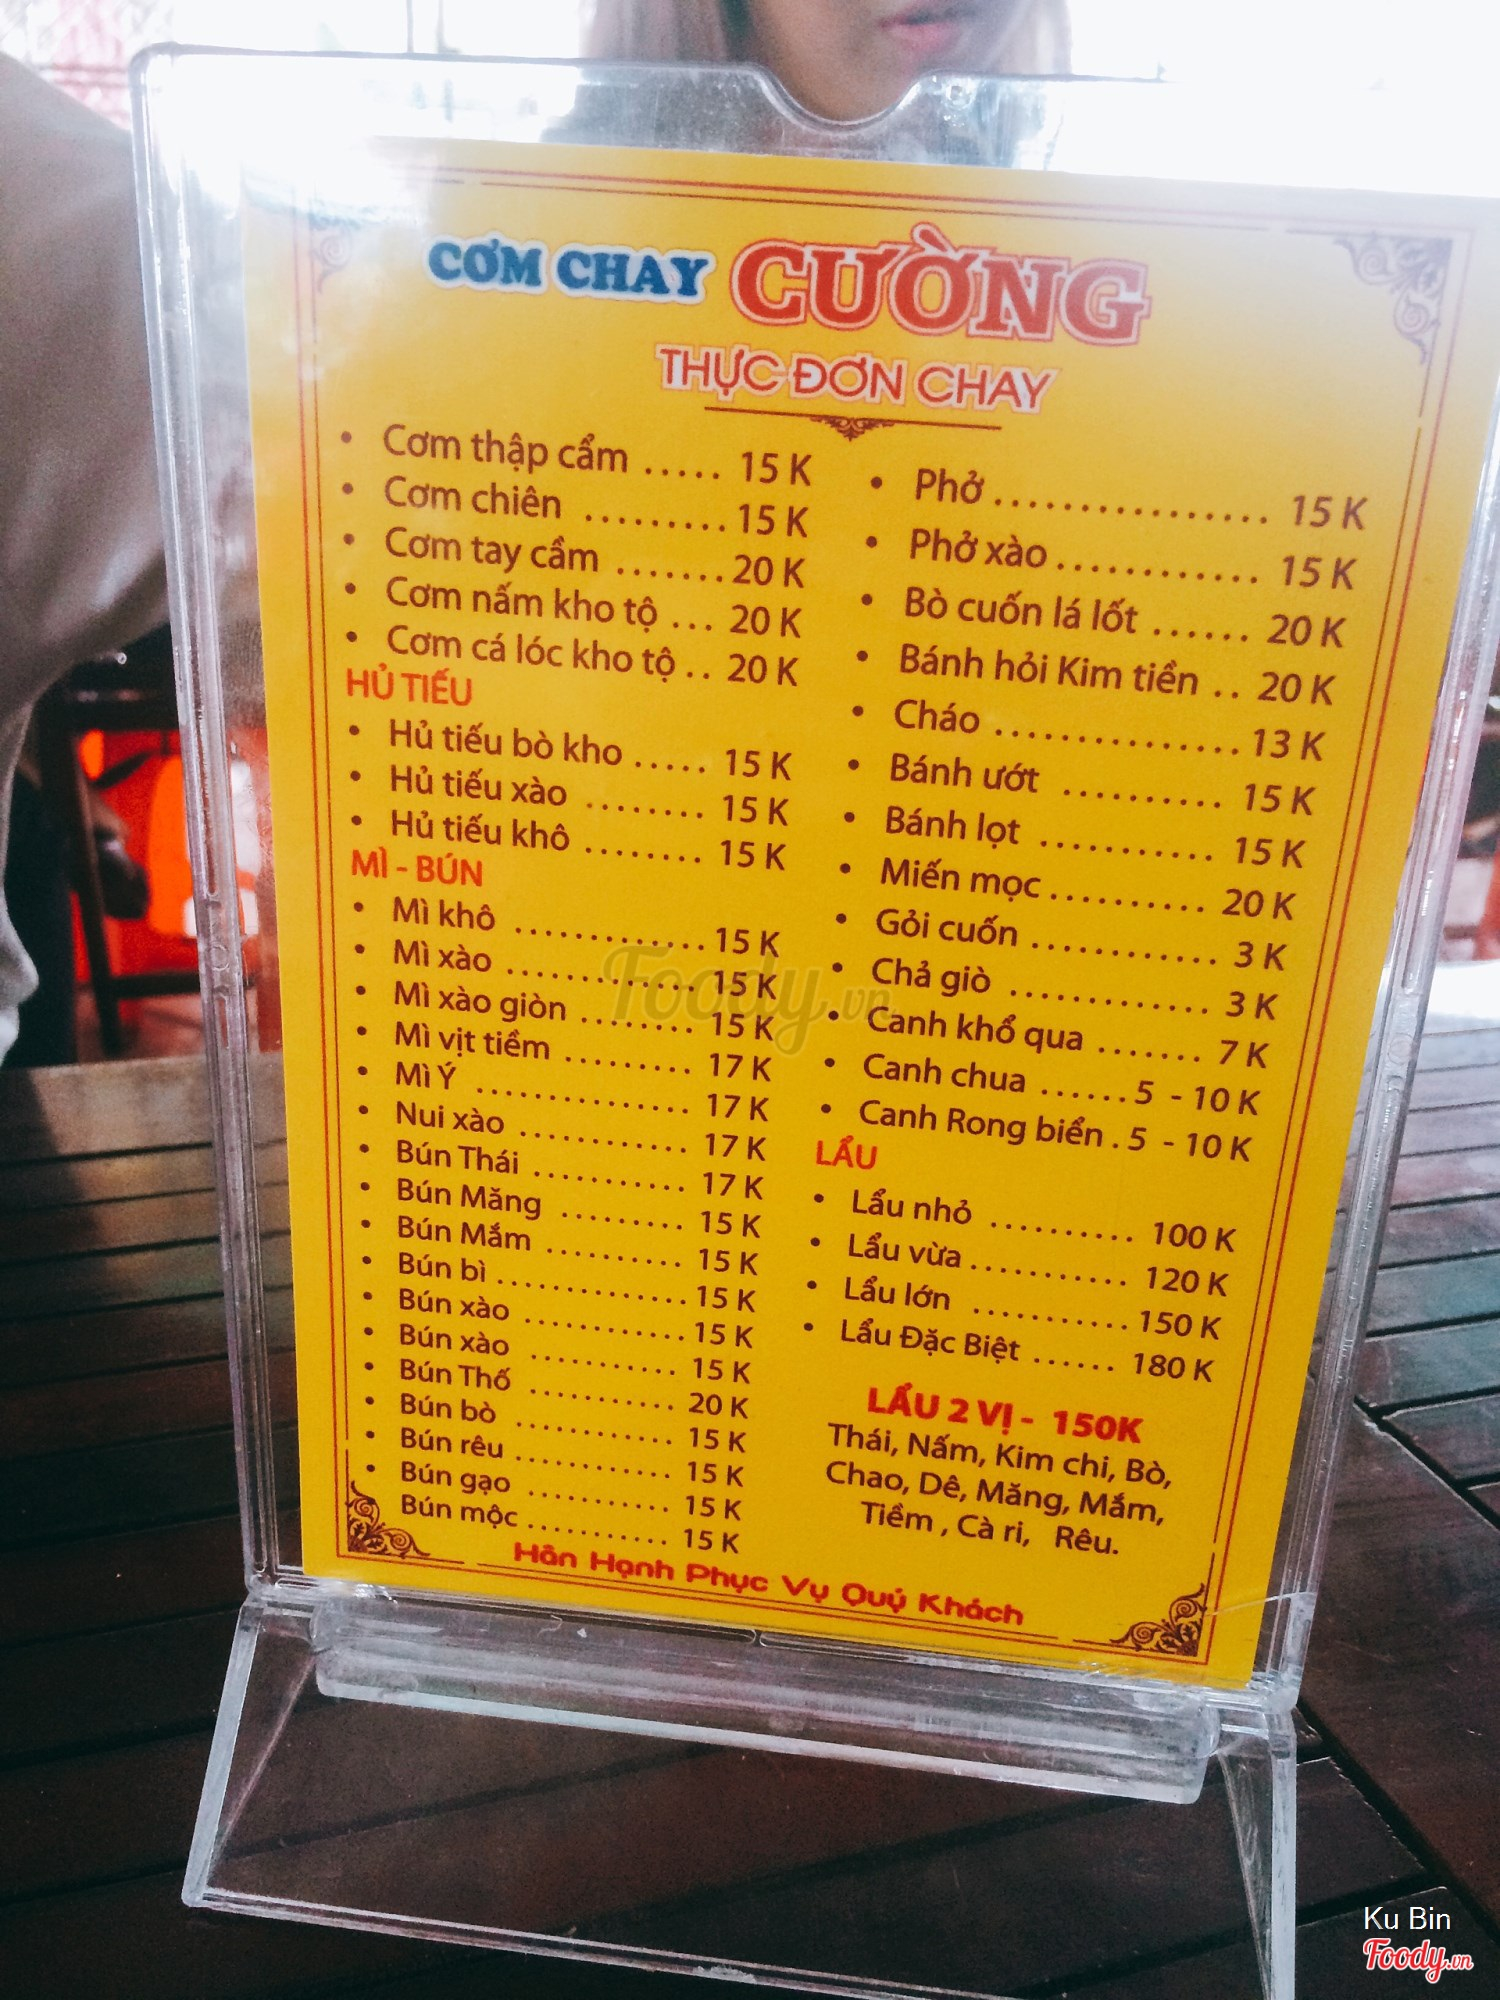 CƠM CHAY CƯỜNG
THỰC ĐƠN CHAY
• Cơm thập cẩm ..... 15 K
• Cơm chiên ......... 15 K
• Cơm tay cầm ....... 20 K
• Cơm nấm kho tộ ... 20 K
• Cơm cá lóc kho tộ .. 20 K
HỦ TIẾU
• Hủ tiếu bò kho ..... 15 K
• Hủ tiếu xào ........ 15 K
• Hủ tiếu khô ........ 15 K
MÌ - BÚN
• Mì khô ............. 15 K
• Mì xào ............. 15 K
• Mì xào giòn ........ 15 K
• Mì vịt tiềm ......... 17 K
• Mì Ý ............... 17 K
• Nui xào ............ 17 K
• Bún Thái ........... 17 K
• Bún Măng ......... 15 K
• Bún Mắm .......... 15 K
• Bún bì ............. 15 K
• Bún xào ............ 15 K
• Bún xào ........... 15 K
• Bún Thố ........... 20 K
• Bún bò ............ 15 K
• Bún rêu ............ 15 K
• Bún gạo ........... 15 K
• Bún mộc ........... 15 K
• Phở ................ 15 K
• Phở xào ............ 15 K
• Bò cuốn lá lốt ...... 20 K
• Bánh hỏi Kim tiền .. 20 K
• Cháo ............... 13 K
• Bánh ướt .......... 15 K
• Bánh lọt ........... 15 K
• Miến mọc .......... 20 K
• Gỏi cuốn ........... 3 K
• Chả giò ............ 3 K
• Canh khổ qua ....... 7 K
• Canh chua ...... 5 - 10 K
• Canh Rong biển . 5 - 10 K
LẨU
• Lẩu nhỏ .......... 100 K
• Lẩu vừa ........... 120 K
• Lẩu lớn ........... 150 K
• Lẩu Đặc Biệt ...... 180 K
LẨU 2 VỊ - 150K
Thái, Nấm, Kim chi, Bò,
Chao, Dê, Măng, Mắm,
Tiềm , Cà ri, Rêu.
Hân Hạnh Phục Vụ Quý Khách
Foody.vn
Ku Bin
Foody.vn